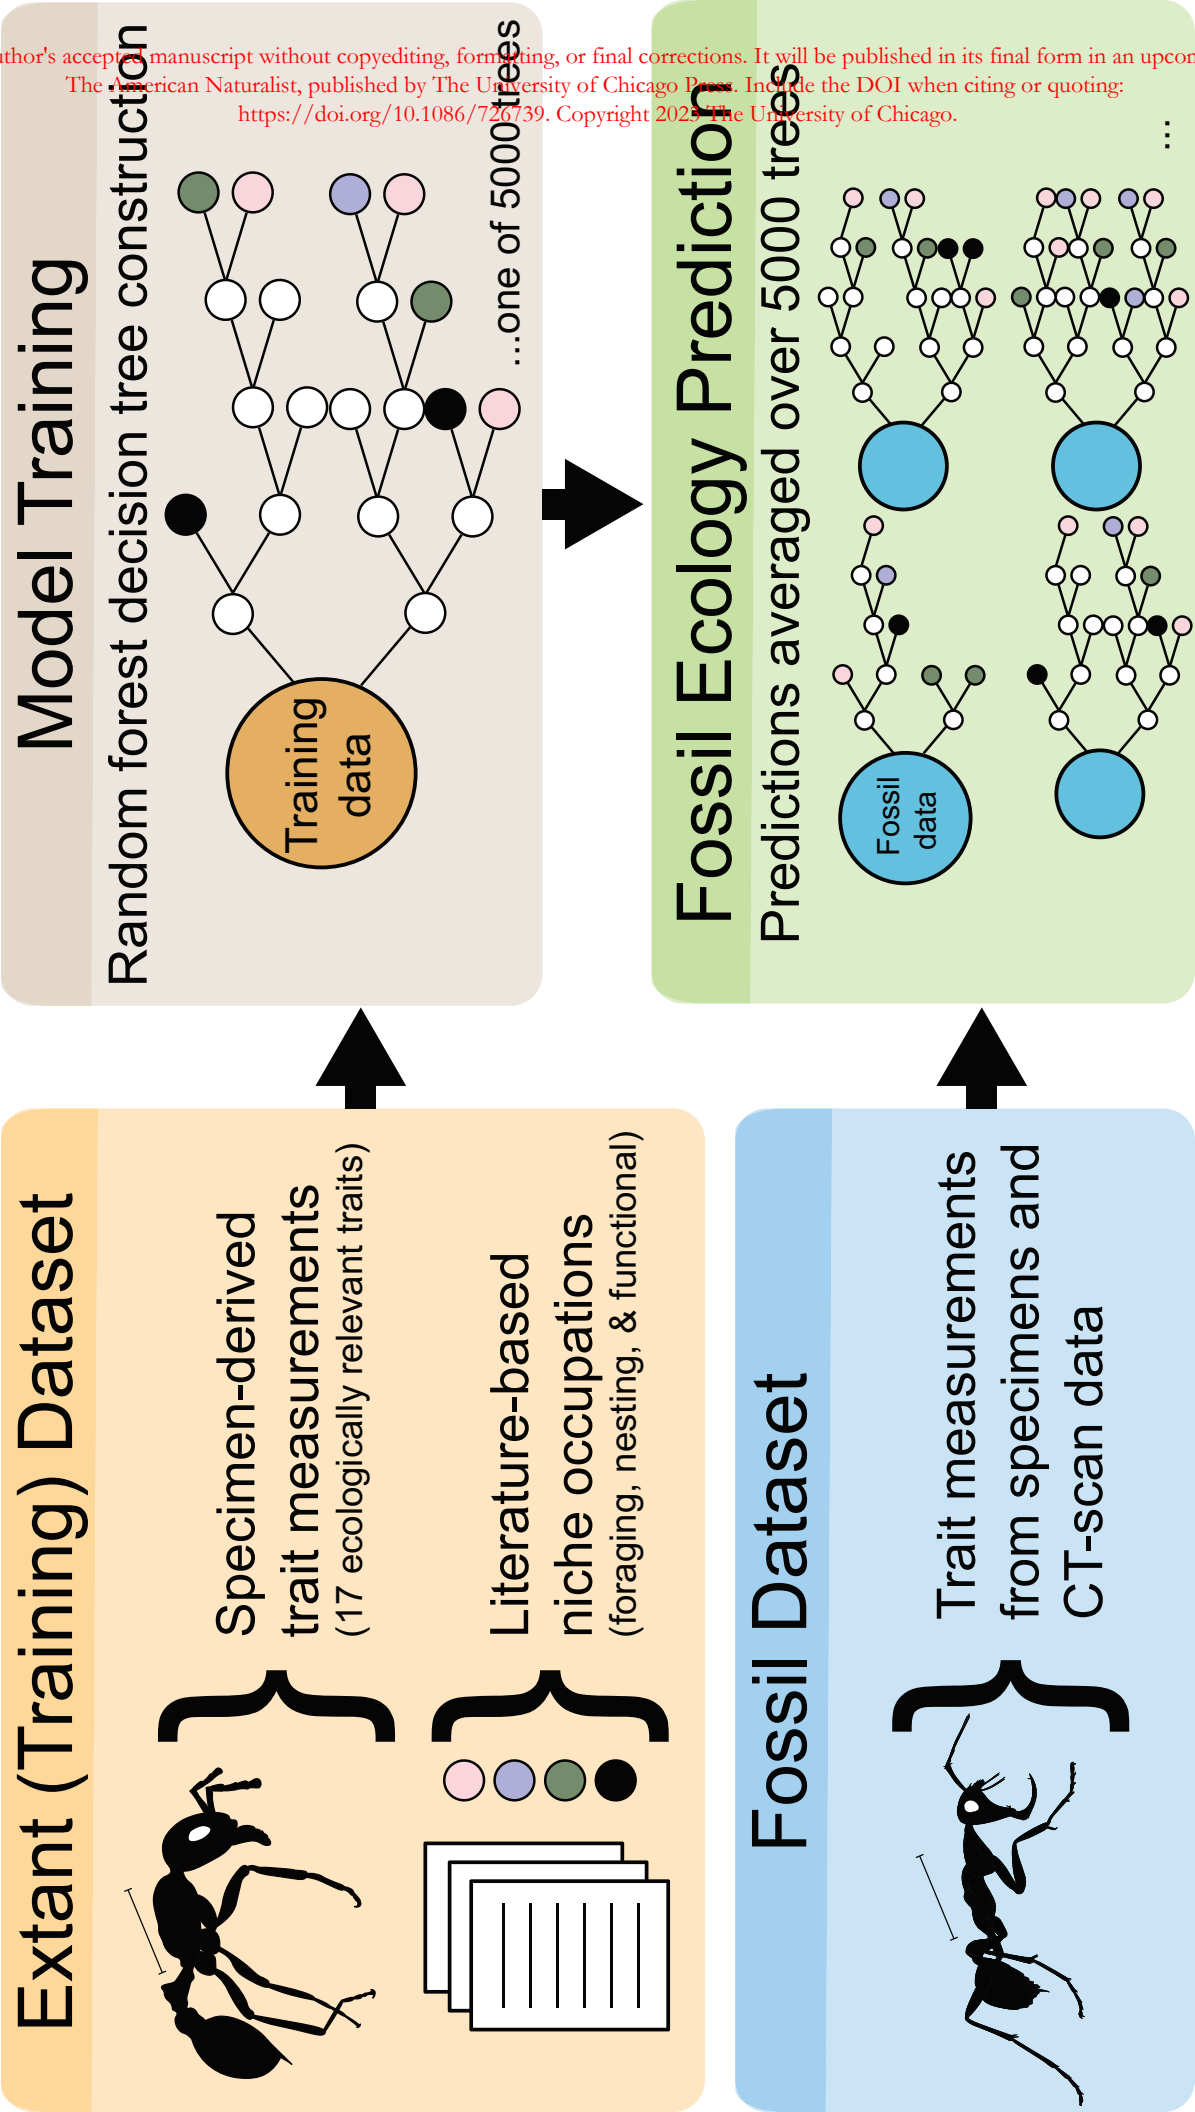 uthor's accepted manuscript without copyediting, formatting, or final corrections. It will be published in its final form in an upcom
The American Naturalist, published by The University of Chicago Press. Include the DOI when citing or quoting:
https://doi.org/10.1086/726739. Copyright 2023 The University of Chicago.
Extant (Training) Dataset
Specimen-derived
trait measurements
(17 ecologically relevant traits)
Literature-based
niche occupations
(foraging, nesting, & functional)
Model Training
Random forest decision tree construction
Training
data
...one of 5000 trees
Fossil Dataset
Trait measurements
from specimens and
CT-scan data
Fossil Ecology Prediction
Predictions averaged over 5000 trees
Fossil
data
...